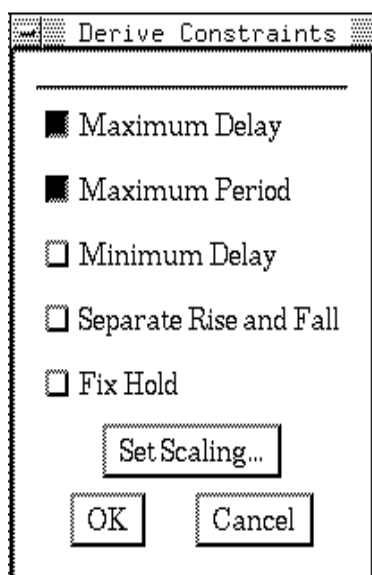 Derive Constraints
Maximum Delay
Maximum Period
Minimum Delay
Separate Rise and Fall
Fix Hold
Set Scaling...
OK Cancel